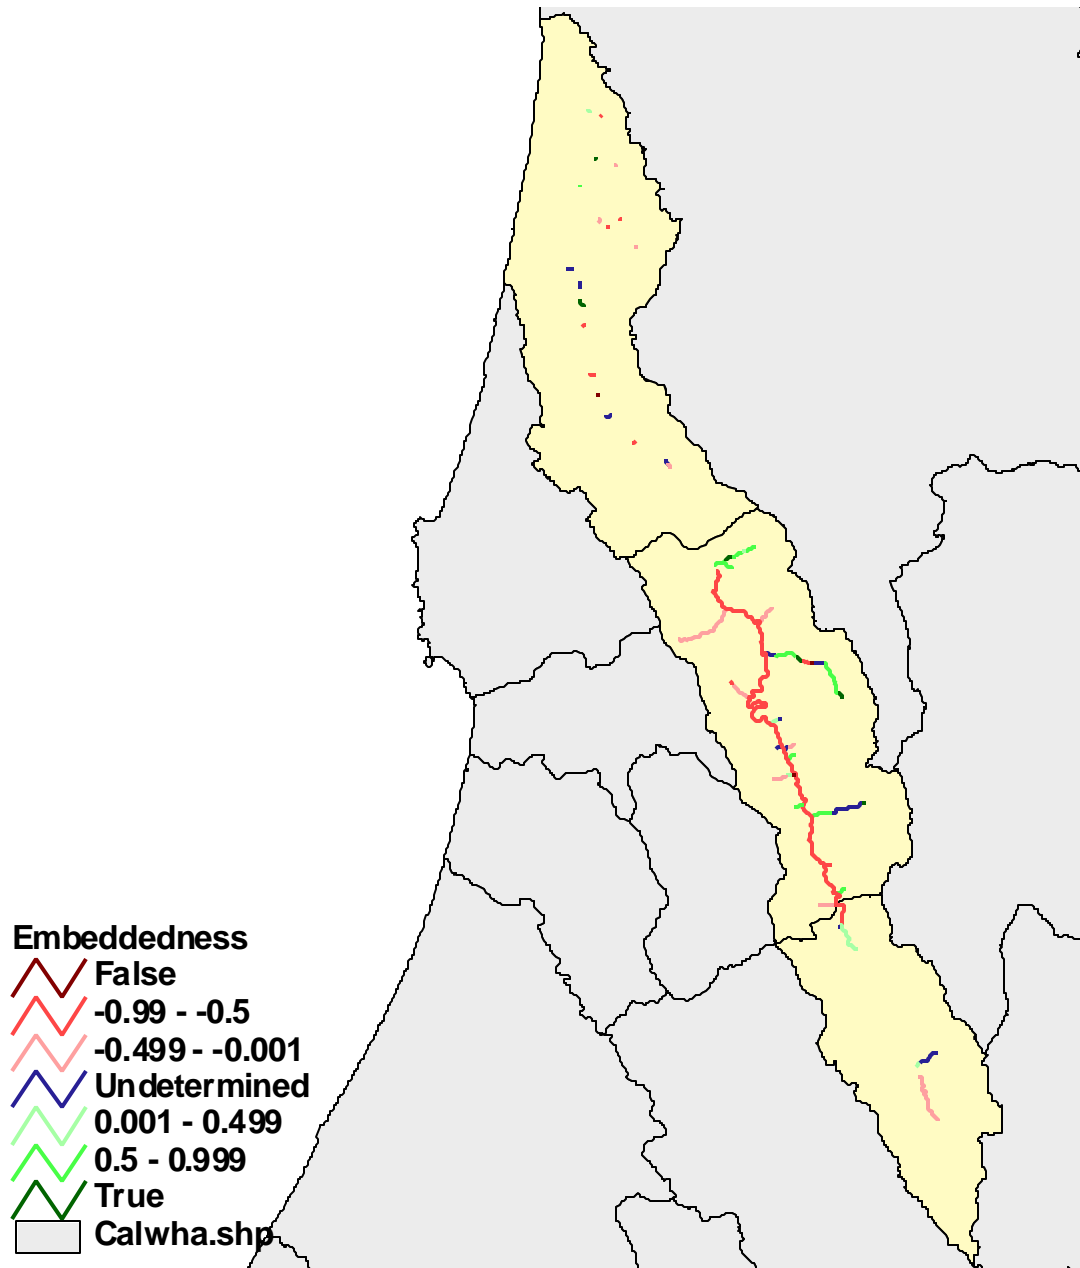 Embeddedness
False
-0.99 - -0.5
-0.499 - -0.001
Undetermined
0.001 - 0.499
0.5 - 0.999
True
Calwha.shp